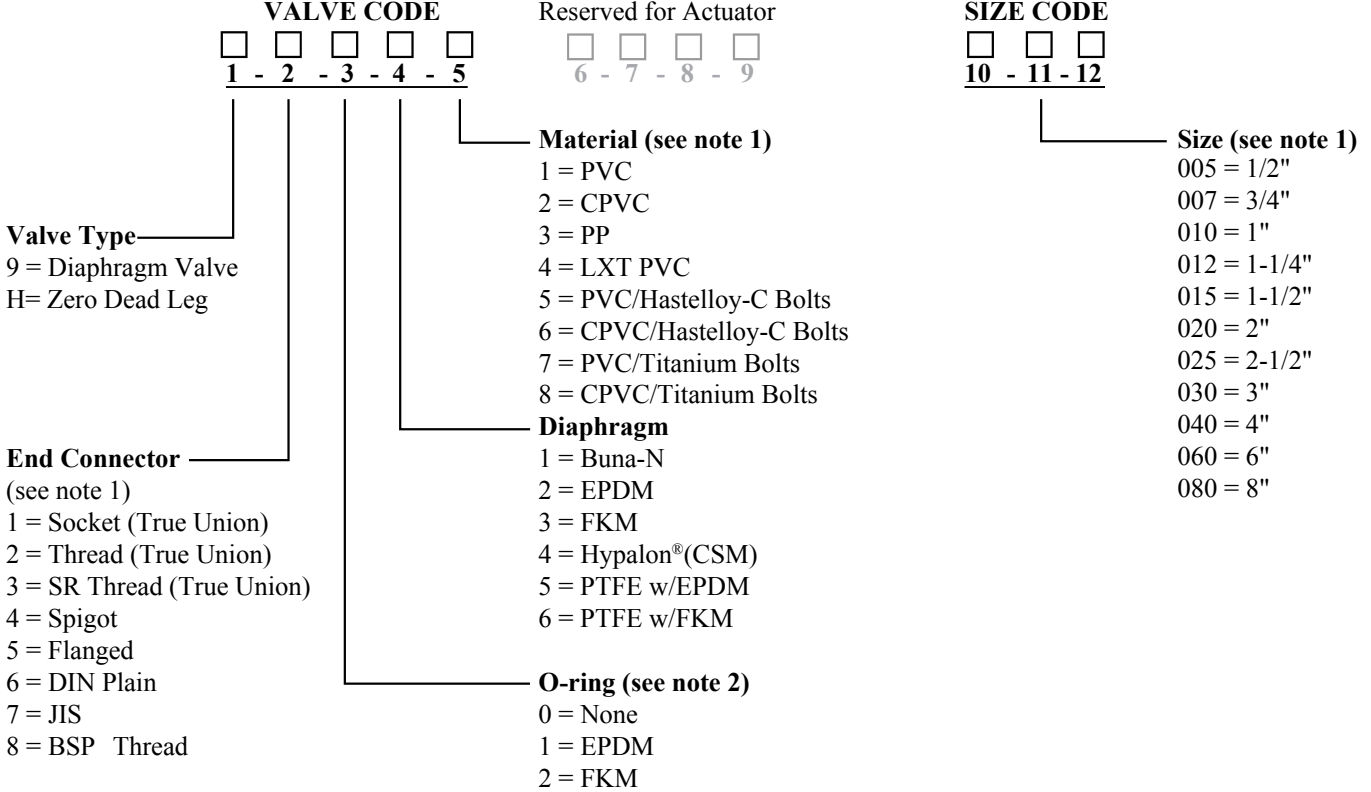 VALVE CODE
1 - 2 - 3 - 4 - 5
Reserved for Actuator
6 - 7 - 8 - 9
SIZE CODE
10 - 11 - 12
Valve Type
9 = Diaphragm Valve
H= Zero Dead Leg
End Connector
(see note 1)
1 = Socket (True Union)
2 = Thread (True Union)
3 = SR Thread (True Union)
4 = Spigot
5 = Flanged
6 = DIN Plain
7 = JIS
8 = BSP Thread
Material (see note 1)
1 = PVC
2 = CPVC
3 = PP
4 = LXT PVC
5 = PVC/Hastelloy-C Bolts
6 = CPVC/Hastelloy-C Bolts
7 = PVC/Titanium Bolts
8 = CPVC/Titanium Bolts
Diaphragm
1 = Buna-N
2 = EPDM
3 = FKM
4 = Hypalon®(CSM)
5 = PTFE w/EPDM
6 = PTFE w/FKM
O-ring (see note 2)
0 = None
1 = EPDM
2 = FKM
Size (see note 1)
005 = 1/2"
007 = 3/4"
010 = 1"
012 = 1-1/4"
015 = 1-1/2"
020 = 2"
025 = 2-1/2"
030 = 3"
040 = 4"
060 = 6"
080 = 8"